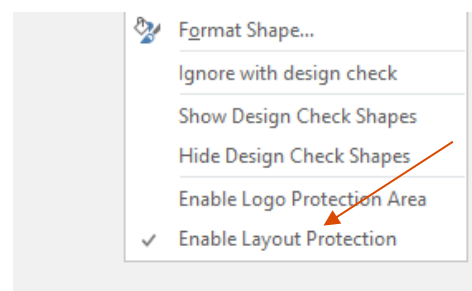 Format Shape...
Ignore with design check
Show Design Check Shapes
Hide Design Check Shapes
Enable Logo Protection Area
Enable Layout Protection